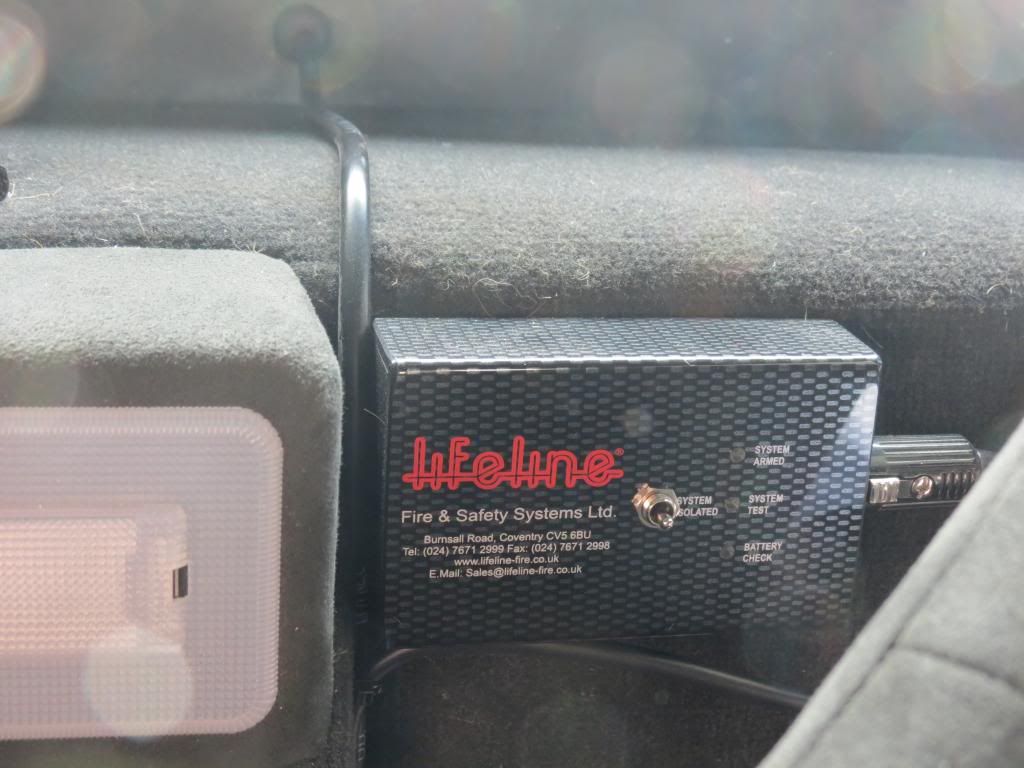 lifeline®
Fire & Safety Systems Ltd.
Burnsall Road, Coventry CV5 6BU
Tel: (024) 7671 2999 Fax: (024) 7671 2998
www.lifeline-fire.co.uk
E.Mail: Sales@lifeline-fire.co.uk
SYSTEM
ISOLATED
SYSTEM
ARMED
SYSTEM
TEST
BATTERY
CHECK